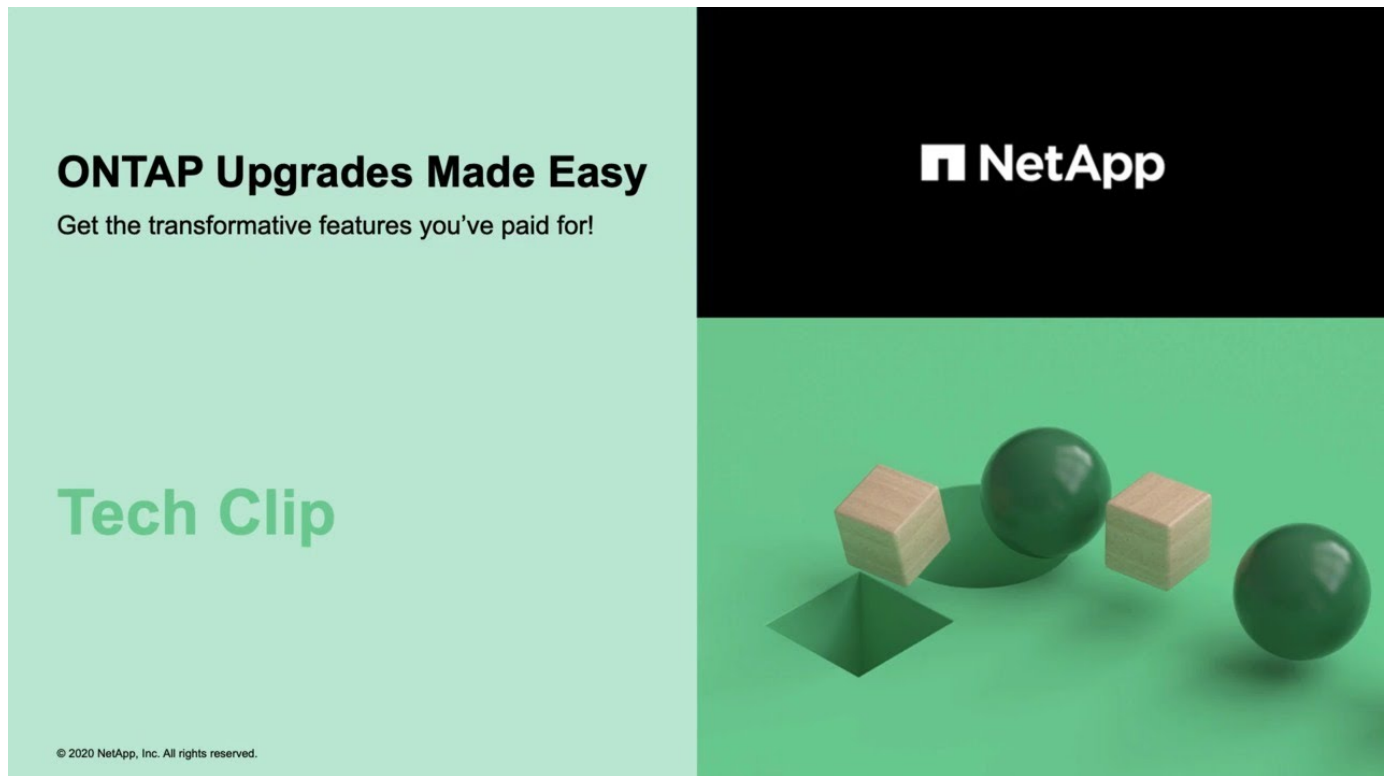 ONTAP Upgrades Made Easy
Get the transformative features you’ve paid for!
NetApp
Tech Clip
© 2020 NetApp, Inc. All rights reserved.